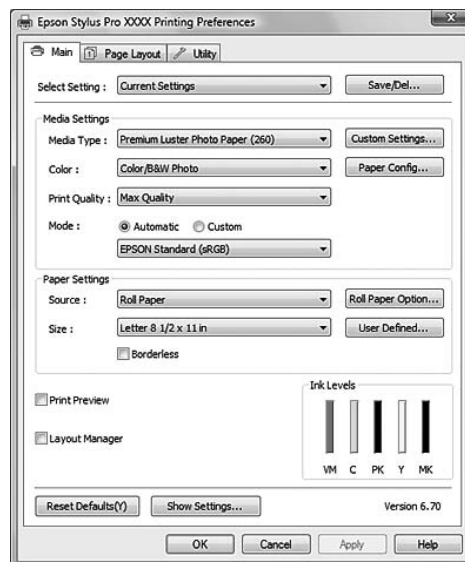 Epson Stylus Pro XXXX Printing Preferences
Main Page Layout Utility
Select Setting : Current Settings Save/Del...
Media Settings
Media Type : Premium Luster Photo Paper (260) Custom Settings...
Color : Color/B&W Photo Paper Config...
Print Quality : Max Quality
Mode : Automatic Custom
EPSON Standard (sRGB)
Paper Settings
Source : Roll Paper Roll Paper Option...
Size : Letter 8 1/2 x 11 in User Defined...
Borderless
Print Preview
Layout Manager
Ink Levels
VM C PK Y MK
Reset Defaults(Y) Show Settings... Version 6.70
OK Cancel Apply Help